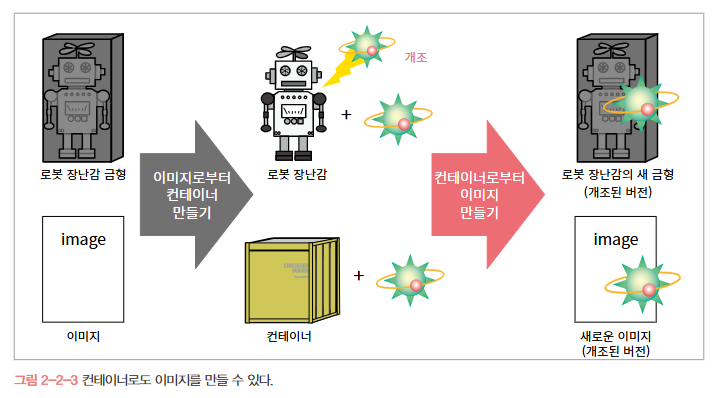 개조
+
로봇 장난감 금형
로봇 장난감
로봇 장난감의 새 금형
(개조된 버전)
이미지로부터
컨테이너
만들기
컨테이너로부터
이미지
만들기
image
+
image
이미지
컨테이너
새로운 이미지
(개조된 버전)
그림 2-2-3 컨테이너로도 이미지를 만들 수 있다.